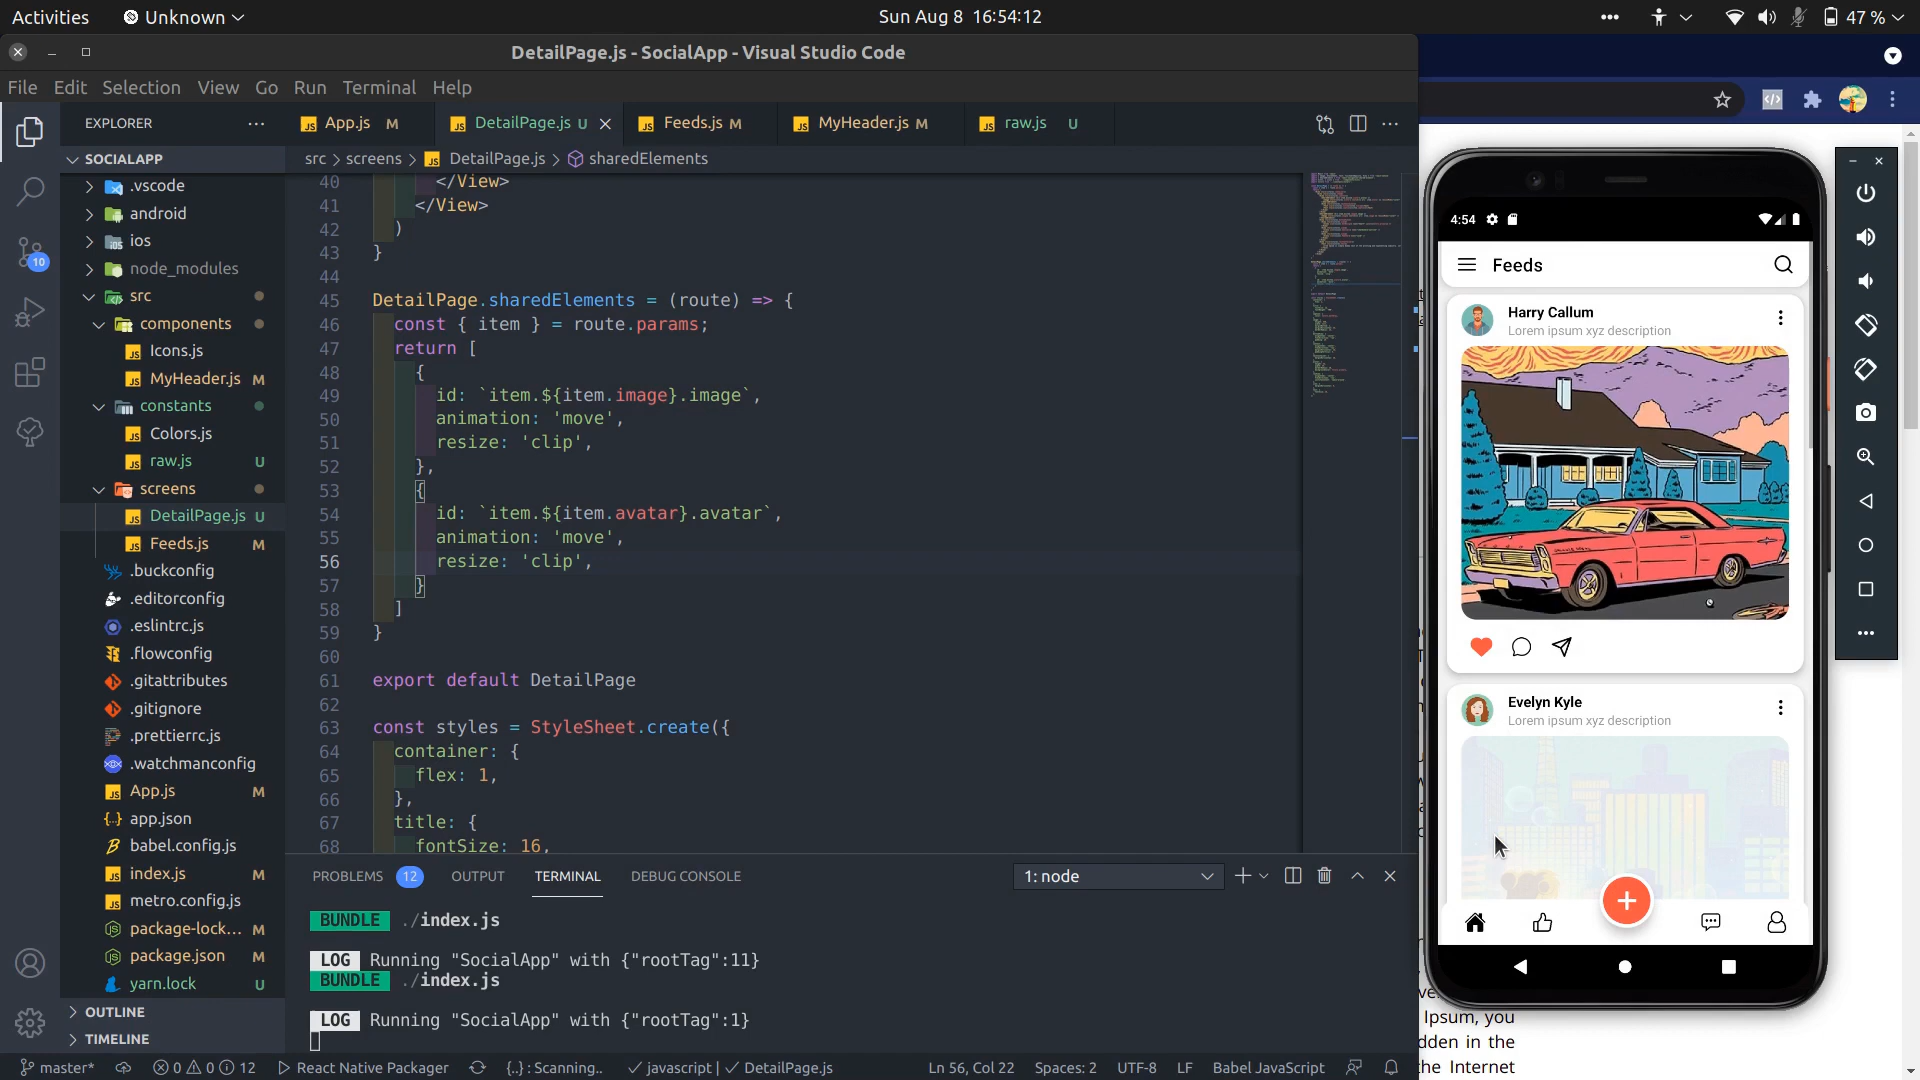 Activities
Unknown
Sun Aug 8  16:54:12
47 %
DetailPage.js - SocialApp - Visual Studio Code
File Edit Selection View Go Run Terminal Help
EXPLORER
App.js M
DetailPage.js U
Feeds.js M
MyHeader.js M
raw.js U
SOCIALAPP
src > screens > DetailPage.js > sharedElements
.vscode
android
ios
node_modules
src
components
Icons.js
MyHeader.js M
constants
Colors.js
raw.js U
screens
DetailPage.js U
Feeds.js M
.buckconfig
.editorconfig
.eslintrc.js
.flowconfig
.gitattributes
.gitignore
.prettierrc.js
.watchmanconfig
App.js M
app.json
babel.config.js
index.js M
metro.config.js
package-lock... M
package.json M
yarn.lock U
OUTLINE
TIMELINE
10
40 </View>
41 </View>
42 )
43 }
44
45 DetailPage.sharedElements = (route) => {
46 const { item } = route.params;
47 return [
48 {
49 id: `item.${item.image}.image`,
50 animation: 'move',
51 resize: 'clip',
52 },
53 {
54 id: `item.${item.avatar}.avatar`,
55 animation: 'move',
56 resize: 'clip',
57 }
58 ]
59 }
60
61 export default DetailPage
62
63 const styles = StyleSheet.create({
64 container: {
65 flex: 1,
66 },
67 title: {
68 fontSize: 16,
PROBLEMS 12 OUTPUT TERMINAL DEBUG CONSOLE
1: node
BUNDLE ./index.js
LOG Running "SocialApp" with {"rootTag":11}
BUNDLE ./index.js
LOG Running "SocialApp" with {"rootTag":1}
master* 0 0 12 React Native Packager {..} : Scanning.. javascript | DetailPage.js Ln 56, Col 22 Spaces: 2 UTF-8 LF Babel JavaScript
4:54
Feeds
Harry Callum
Lorem ipsum xyz description
Evelyn Kyle
Lorem ipsum xyz description
Ipsum, you
dden in the
the Internet